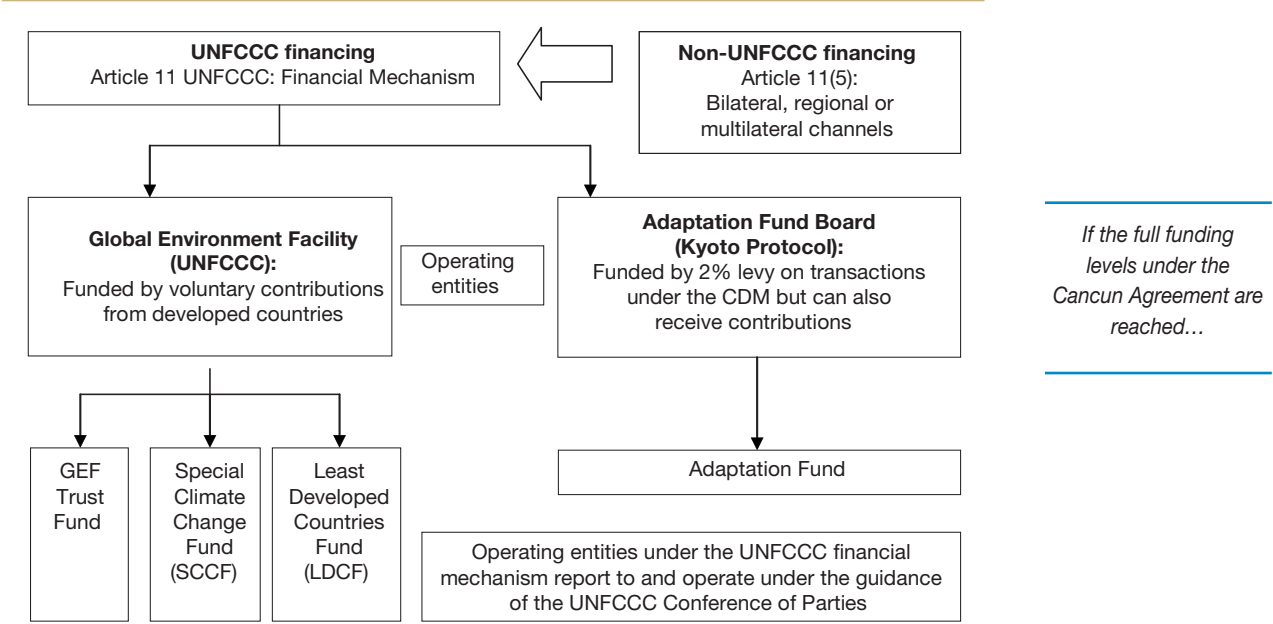 UNFCCC financing
Article 11 UNFCCC: Financial Mechanism
Non-UNFCCC financing
Article 11(5):
Bilateral, regional or
multilateral channels
Global Environment Facility
(UNFCCC):
Funded by voluntary contributions
from developed countries
Operating
entities
Adaptation Fund Board
(Kyoto Protocol):
Funded by 2% levy on transactions
under the CDM but can also
receive contributions
If the full funding
levels under the
Cancun Agreement are
reached…
GEF
Trust
Fund
Special
Climate
Change
Fund
(SCCF)
Least
Developed
Countries
Fund
(LDCF)
Adaptation Fund
Operating entities under the UNFCCC financial
mechanism report to and operate under the guidance
of the UNFCCC Conference of Parties